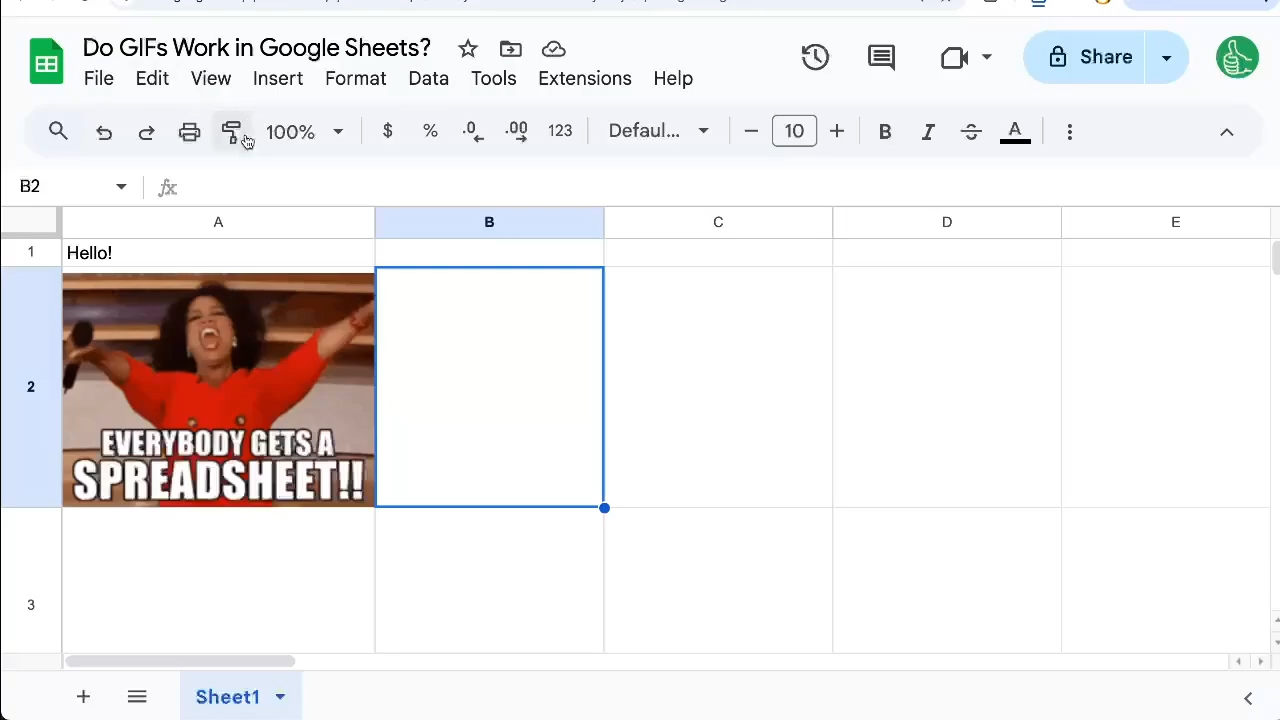 Do GIFs Work in Google Sheets?
File Edit View Insert Format Data Tools Extensions Help
Share
100% $ % .0 .00 123 Defaul... 10 B I S A
B2 fx
A B C D E
1 Hello!
2
EVERYBODY GETS A
SPREADSHEET!!
3
Sheet1